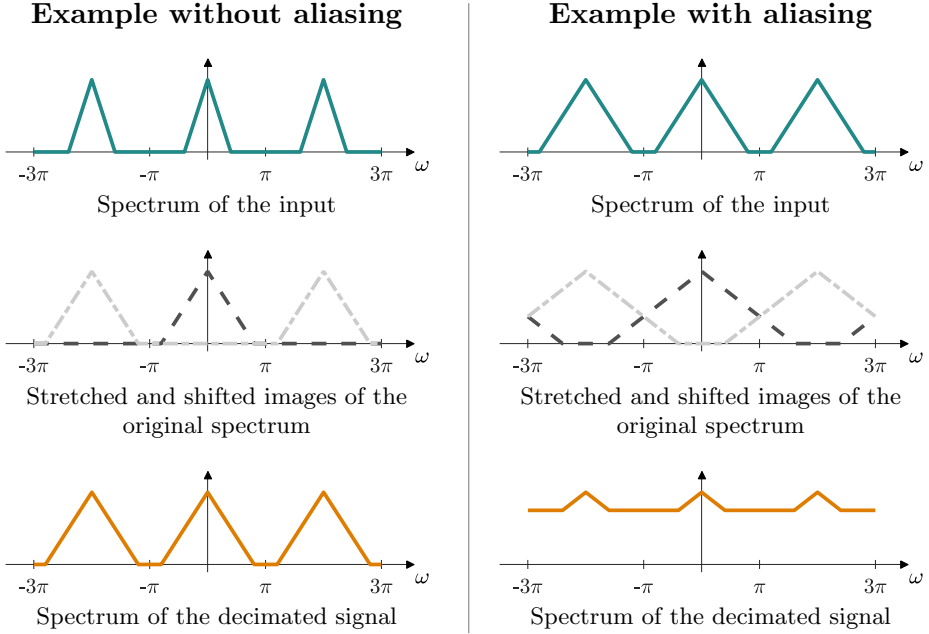 Example without aliasing
ω
-3π -π π 3π
Spectrum of the input
ω
-3π -π π 3π
Stretched and shifted images of the
original spectrum
ω
-3π -π π 3π
Spectrum of the decimated signal
Example with aliasing
ω
-3π -π π 3π
Spectrum of the input
ω
-3π -π π 3π
Stretched and shifted images of the
original spectrum
ω
-3π -π π 3π
Spectrum of the decimated signal